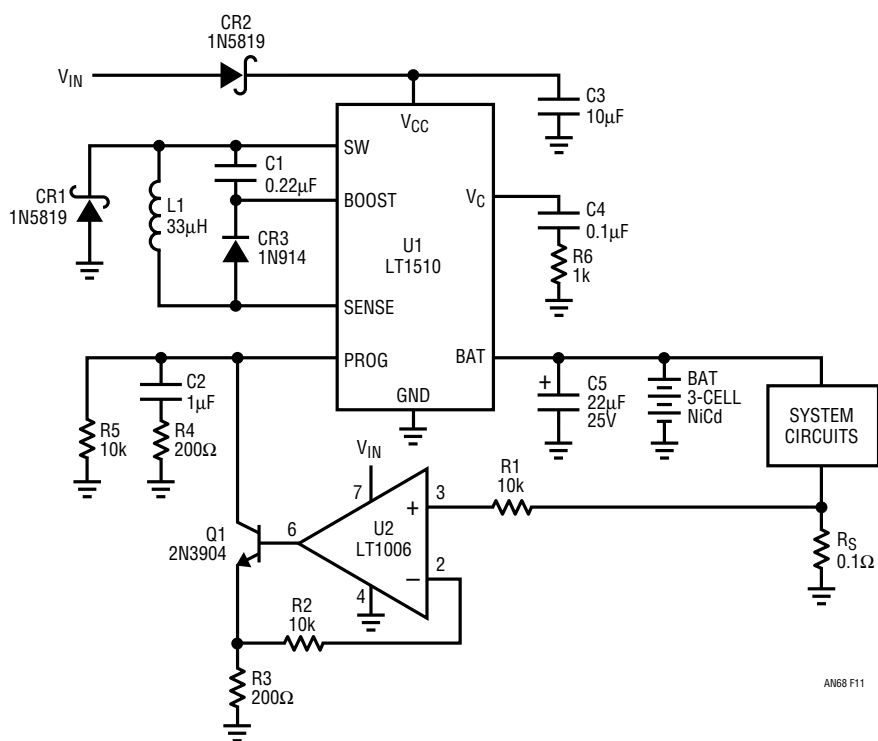 CR2
1N5819
V_IN
C3
10µF
V_CC
SW
C1
0.22µF
BOOST
CR1
1N5819
L1
33µH
CR3
1N914
U1
LT1510
V_C
C4
0.1µF
R6
1k
SENSE
PROG
BAT
GND
C2
1µF
R5
10k
R4
200Ω
+
C5
22µF
25V
BAT
3-CELL
NiCd
SYSTEM
CIRCUITS
V_IN
7
R1
10k
3
+
Q1
2N3904
6
U2
LT1006
2
–
4
R_S
0.1Ω
R2
10k
R3
200Ω
AN68 F11